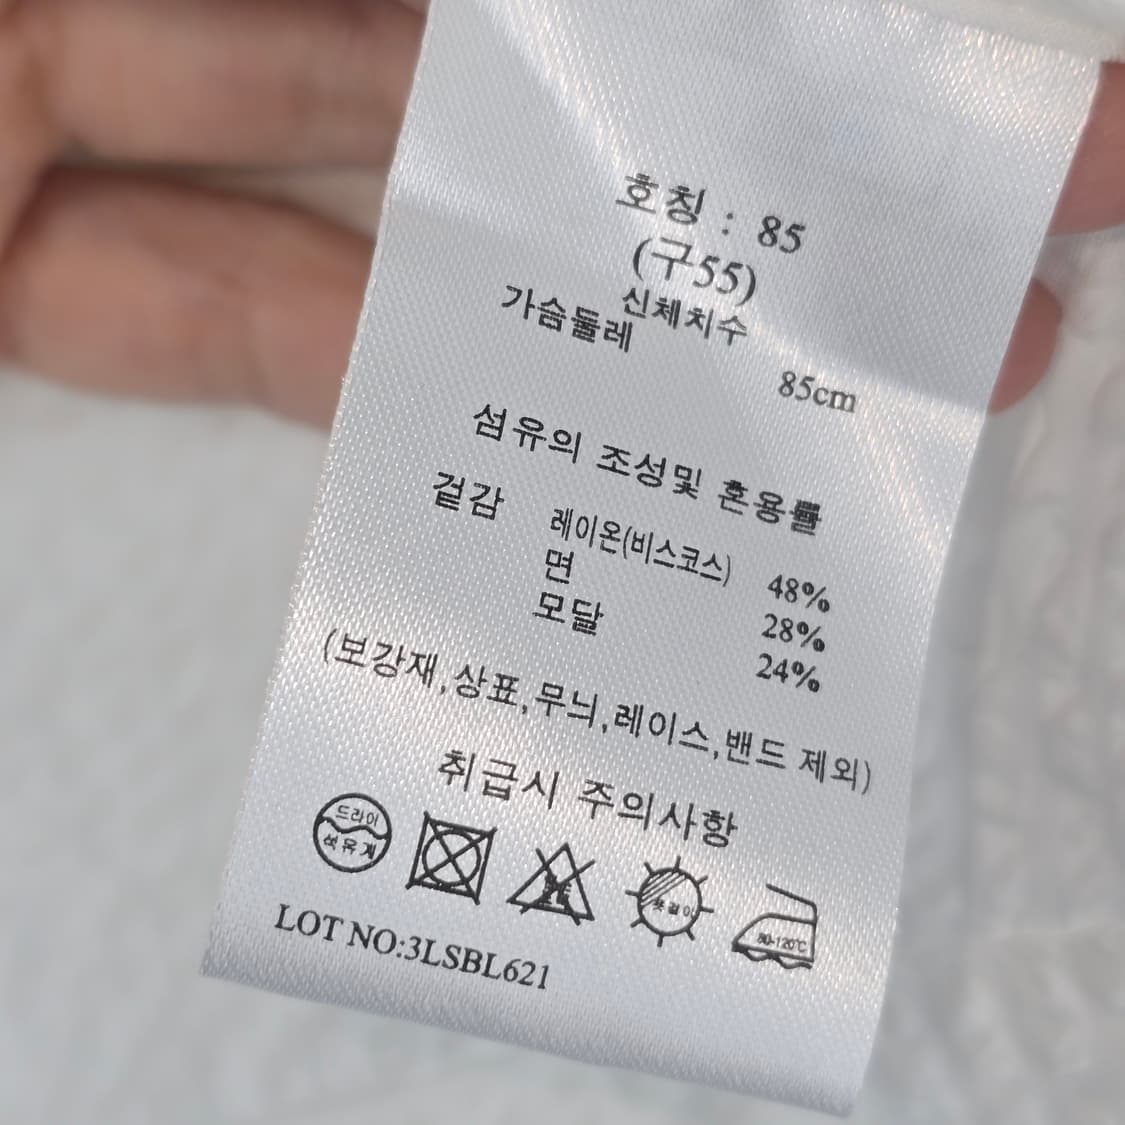 호칭 : 85
(구55)
신체치수
가슴둘레 85cm
섬유의 조성및 혼용률
겉감 레이온(비스코스) 48%
면 28%
모달 24%
(보강재,상표,무늬,레이스,밴드 제외)
취급시 주의사항
드라이
석유계
옷걸이
80-120℃
LOT NO:3LSBL621